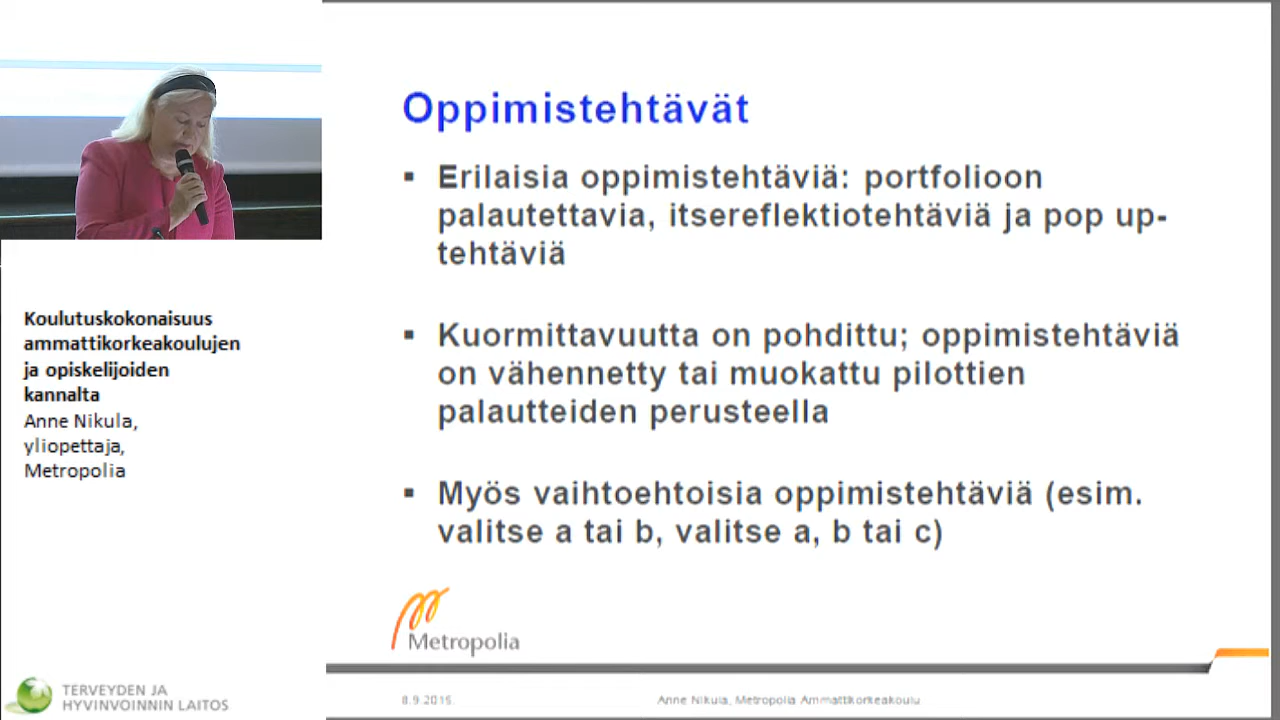 Oppimistehtävät
▪ Erilaisia oppimistehtäviä: portfolioon
palautettavia, itsereflektiotehtäviä ja pop up-
tehtäviä
▪ Kuormittavuutta on pohdittu; oppimistehtäviä
on vähennetty tai muokattu pilottien
palautteiden perusteella
▪ Myös vaihtoehtoisia oppimistehtäviä (esim.
valitse a tai b, valitse a, b tai c)
Metropolia
8.9.2015
Anne Nikula, Metropolia Ammattikorkeakoulu
Koulutuskokonaisuus
ammattikorkeakoulujen
ja opiskelijoiden
kannalta
Anne Nikula,
yliopettaja,
Metropolia
TERVEYDEN JA
HYVINVOINNIN LAITOS